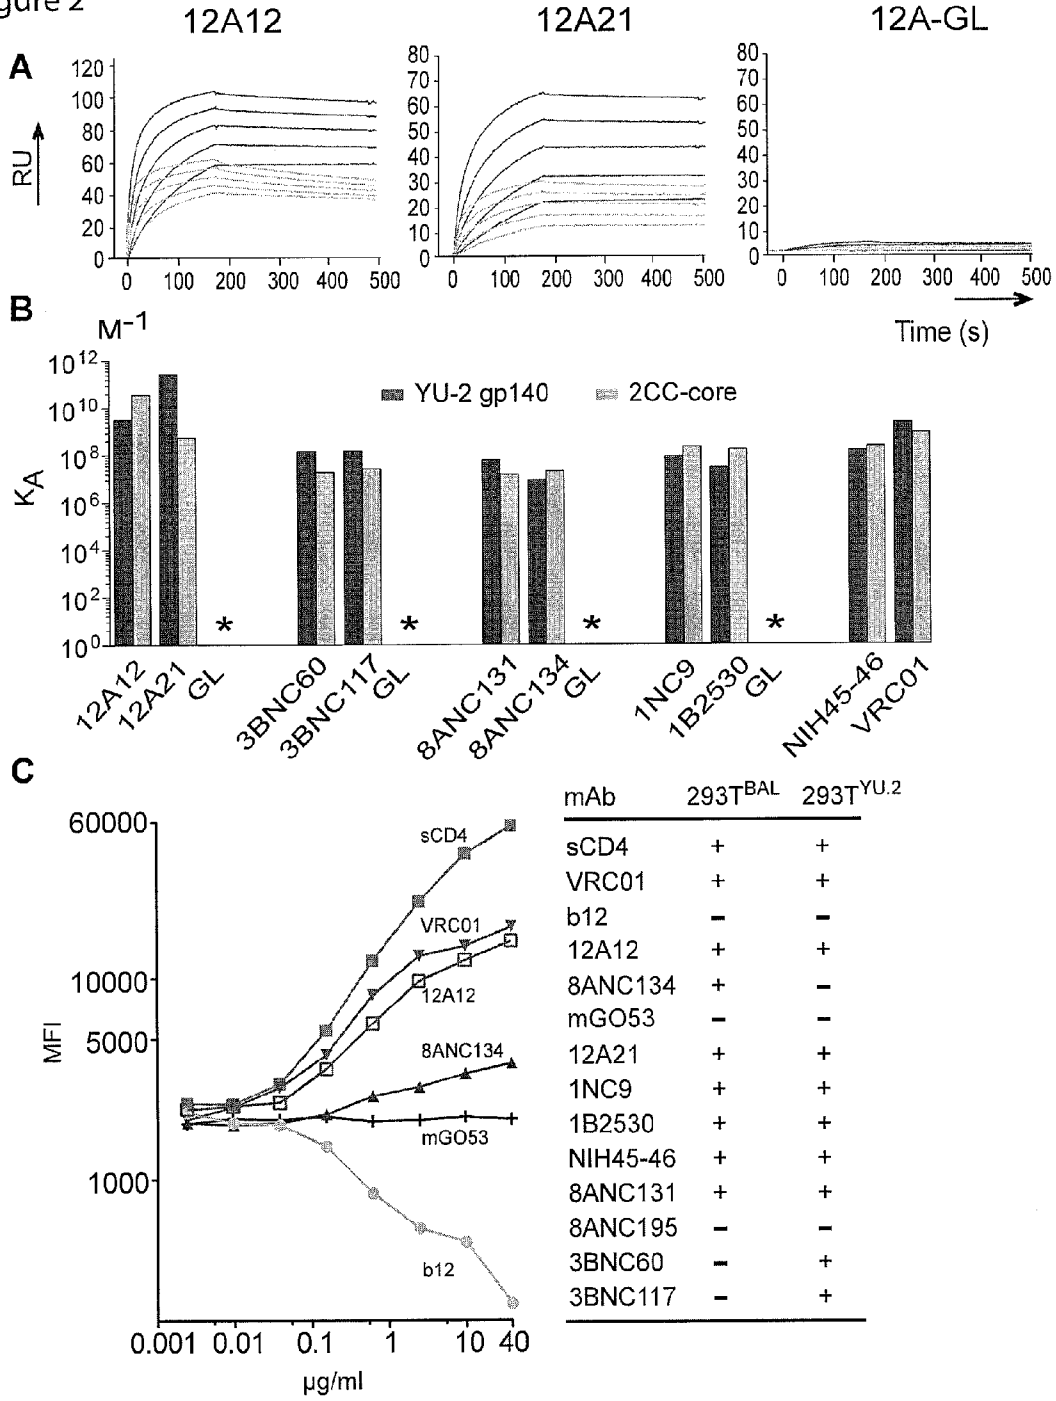 gure 2
12A12 12A21 12A-GL
A
RU
120
100
80
60
40
20
0
0 100 200 300 400 500
80
70
60
50
40
30
20
10
0
0 100 200 300 400 500
80
70
60
50
40
30
20
10
0
0 100 200 300 400 500
Time (s)
B
M−1
KA
10 12
10 10
10 8
10 6
10 4
10 2
10 0
YU-2 gp140 2CC-core
* * * *
12A12 12A21 GL 3BNC60 3BNC117 GL 8ANC131 8ANC134 GL 1NC9 1B2530 GL NIH45-46 VRC01
C
MFI
60000
10000
5000
1000
sCD4
VRC01
12A12
8ANC134
mGO53
b12
0.001 0.01 0.1 1 10 40
µg/ml
mAb 293TBAL 293TYU.2
sCD4 + +
VRC01 + +
b12 − −
12A12 + +
8ANC134 + −
mGO53 − −
12A21 + +
1NC9 + +
1B2530 + +
NIH45-46 + +
8ANC131 + +
8ANC195 − −
3BNC60 − +
3BNC117 − +